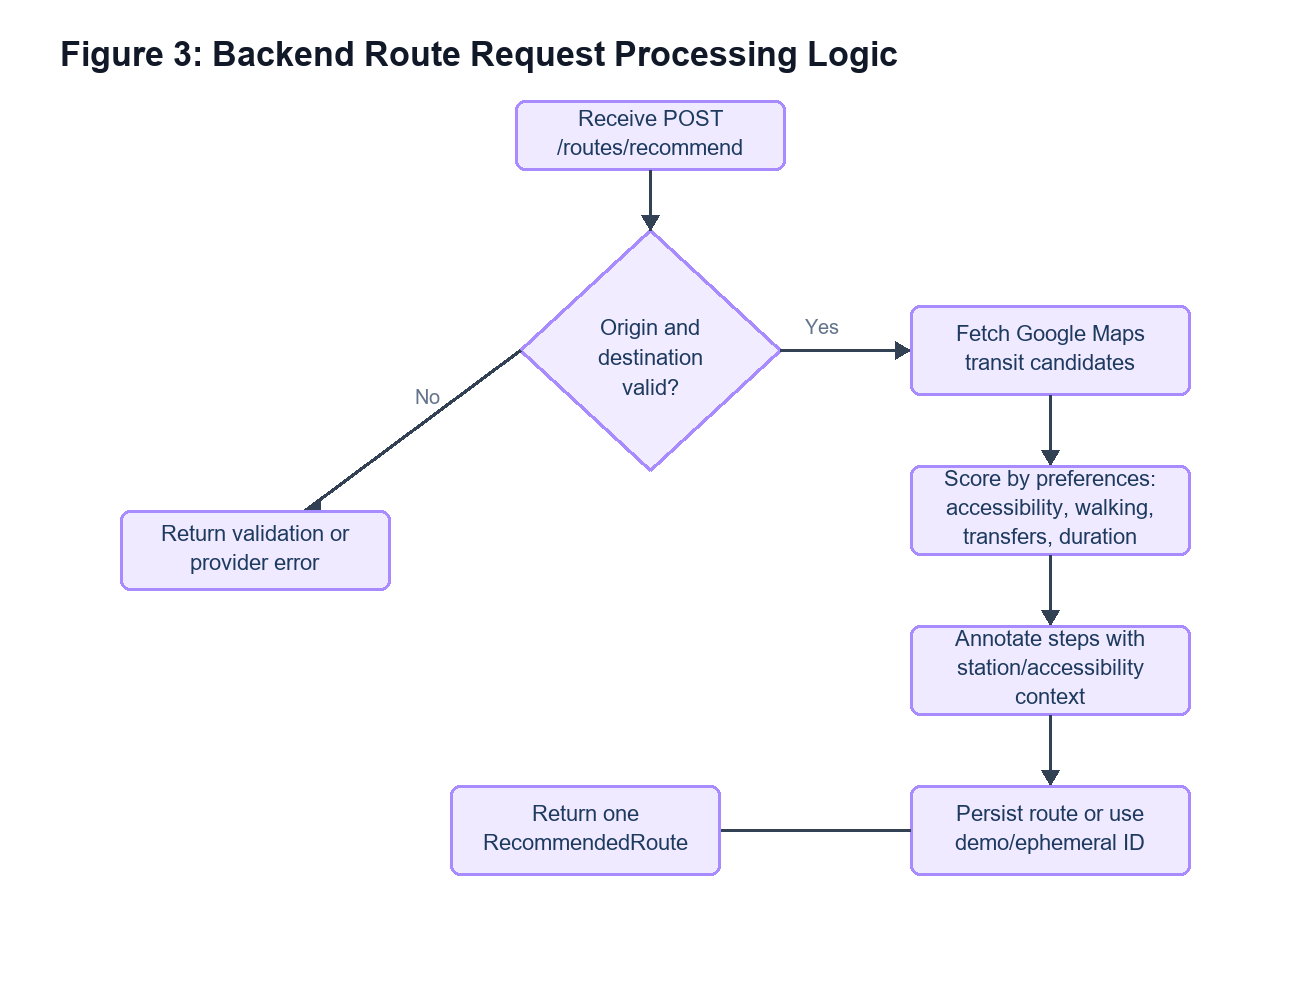 Figure 3: Backend Route Request Processing Logic
Receive POST
/routes/recommend
Origin and
destination
valid?
Yes
No
Fetch Google Maps
transit candidates
Score by preferences:
accessibility, walking,
transfers, duration
Return validation or
provider error
Annotate steps with
station/accessibility
context
Return one
RecommendedRoute
Persist route or use
demo/ephemeral ID